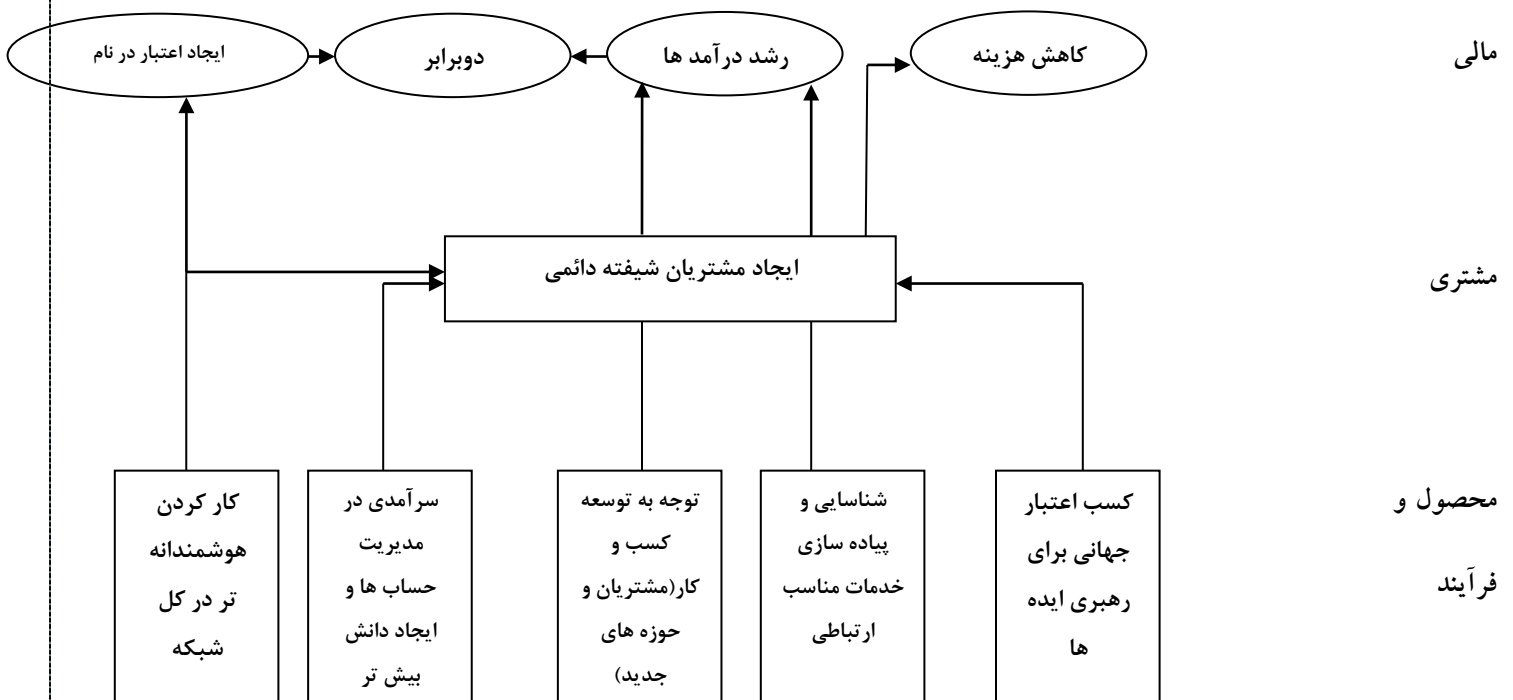 مالی
کاهش هزینه
رشد درآمد ها
دوبرابر
ایجاد اعتبار در نام
مشتری
ایجاد مشتریان شیفته دائمی
محصول و
فرآیند
کسب اعتبار
جهانی برای
رهبری ایده
ها
شناسایی و
پیاده سازی
خدمات مناسب
ارتباطی
توجه به توسعه
کسب و
کار(مشتریان و
حوزه های
جدید)
سرآمدی در
مدیریت
حساب ها و
ایجاد دانش
بیش تر
کار کردن
هوشمندانه
تر در کل
شبکه